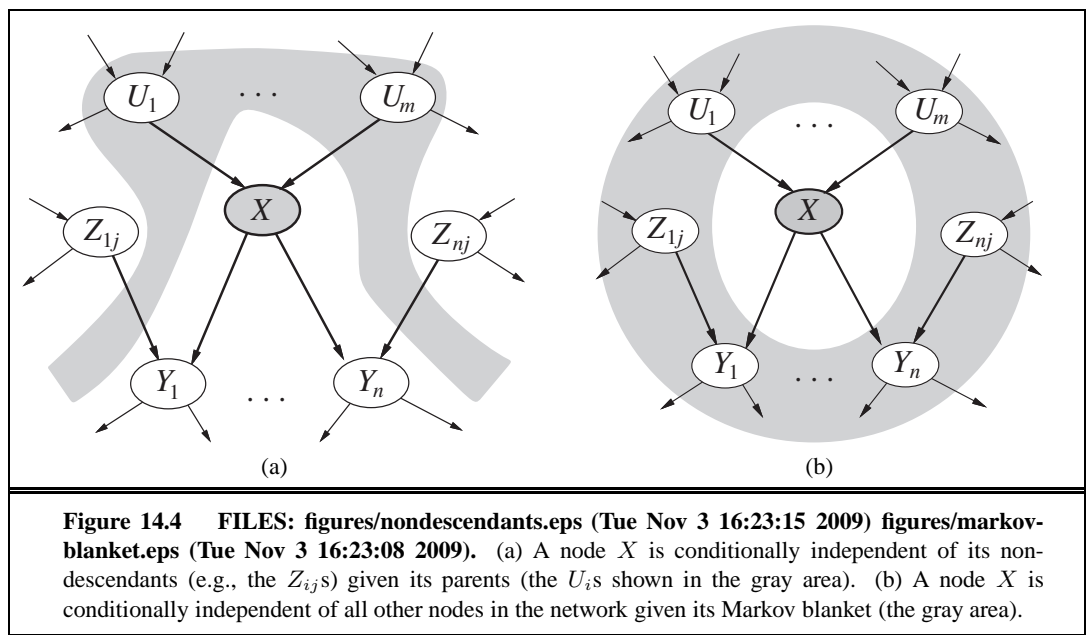 U1 . . . Um
X
Z1j Znj
Y1 . . . Yn
(a)
U1 . . . Um
X
Z1j Znj
Y1 . . . Yn
(b)
Figure 14.4 FILES: figures/nondescendants.eps (Tue Nov 3 16:23:15 2009) figures/markov-
blanket.eps (Tue Nov 3 16:23:08 2009). (a) A node X is conditionally independent of its non-
descendants (e.g., the Zijs) given its parents (the Uis shown in the gray area). (b) A node X is
conditionally independent of all other nodes in the network given its Markov blanket (the gray area).